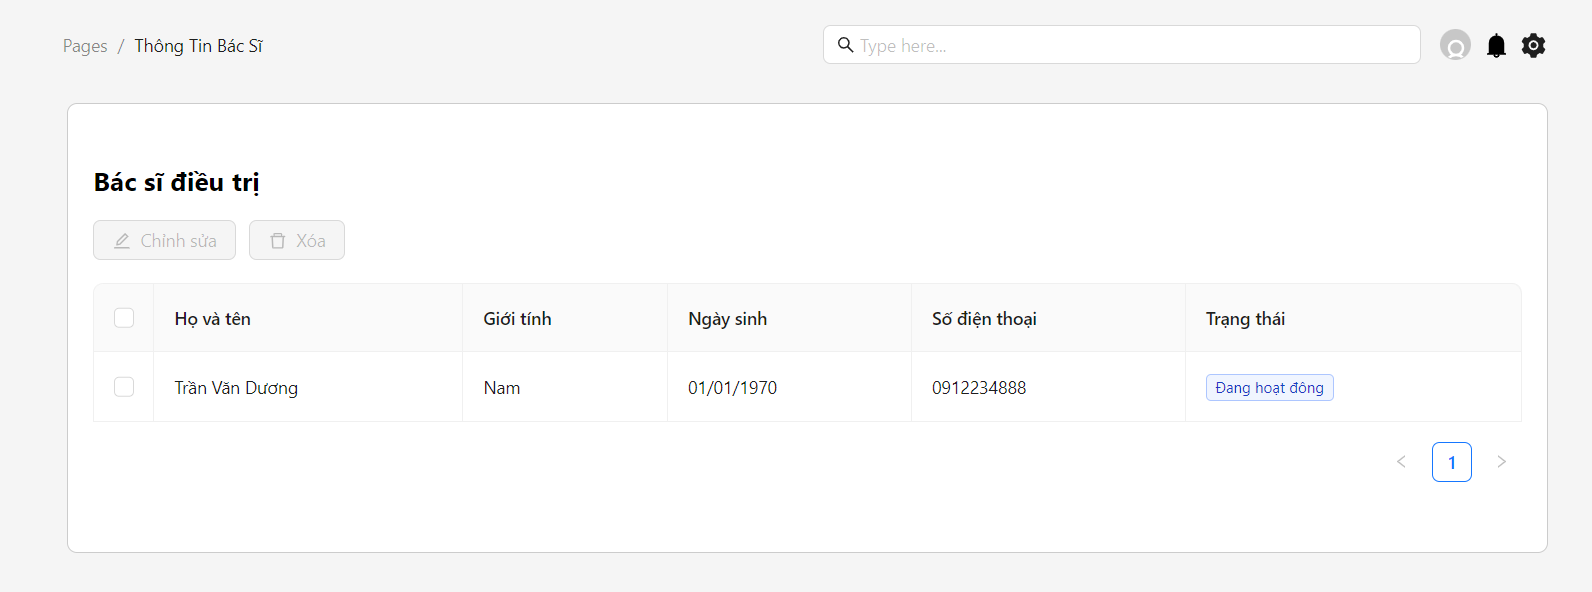 Pages / Thông Tin Bác Sĩ
Type here...
Bác sĩ điều trị
Chỉnh sửa Xóa
Họ và tên Giới tính Ngày sinh Số điện thoại Trạng thái
Trần Văn Dương Nam 01/01/1970 0912234888 Đang hoạt đông
< 1 >